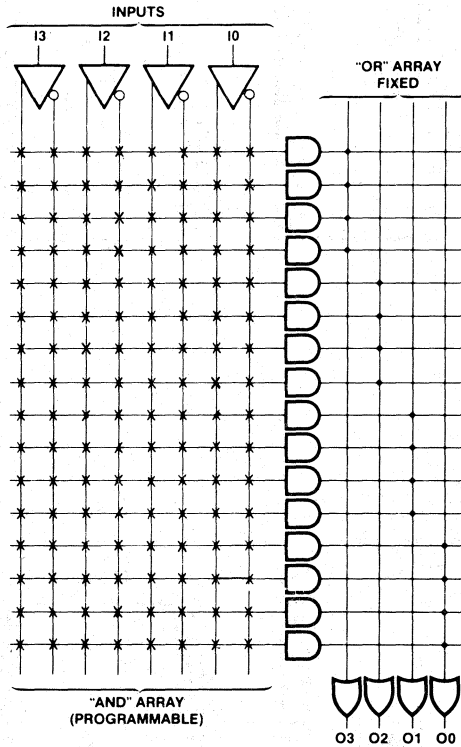 INPUTS
I3 I2 I1 I0
"OR" ARRAY
FIXED
"AND" ARRAY
(PROGRAMMABLE)
O3 O2 O1 O0